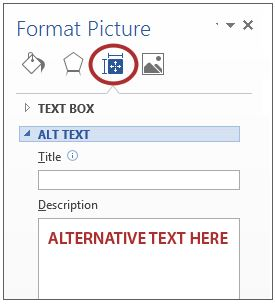 Format Picture
TEXT BOX
ALT TEXT
Title
Description
ALTERNATIVE TEXT HERE